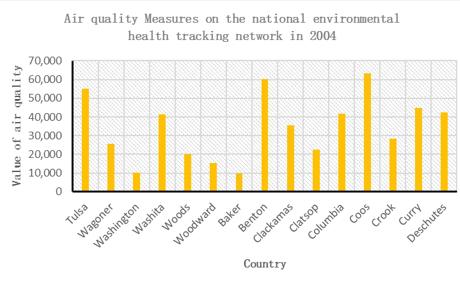 Air quality Measures on the national environmental
health tracking network in 2004
Value of air quality
70,000
60,000
50,000
40,000
30,000
20,000
10,000
0
Tulsa
Wagoner
Washington
Washita
Woods
Woodward
Baker
Benton
Clackamas
Clatsop
Columbia
Coos
Crook
Curry
Deschutes
Country